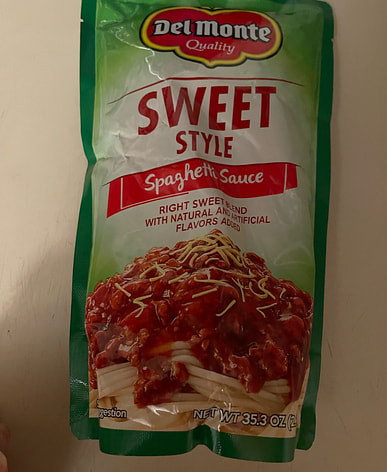 Del Monte
Quality
SWEET
STYLE
Spaghetti Sauce
RIGHT SWEET BLEND
WITH NATURAL AND ARTIFICIAL
FLAVORS ADDED
NET WT 35.3 OZ (2